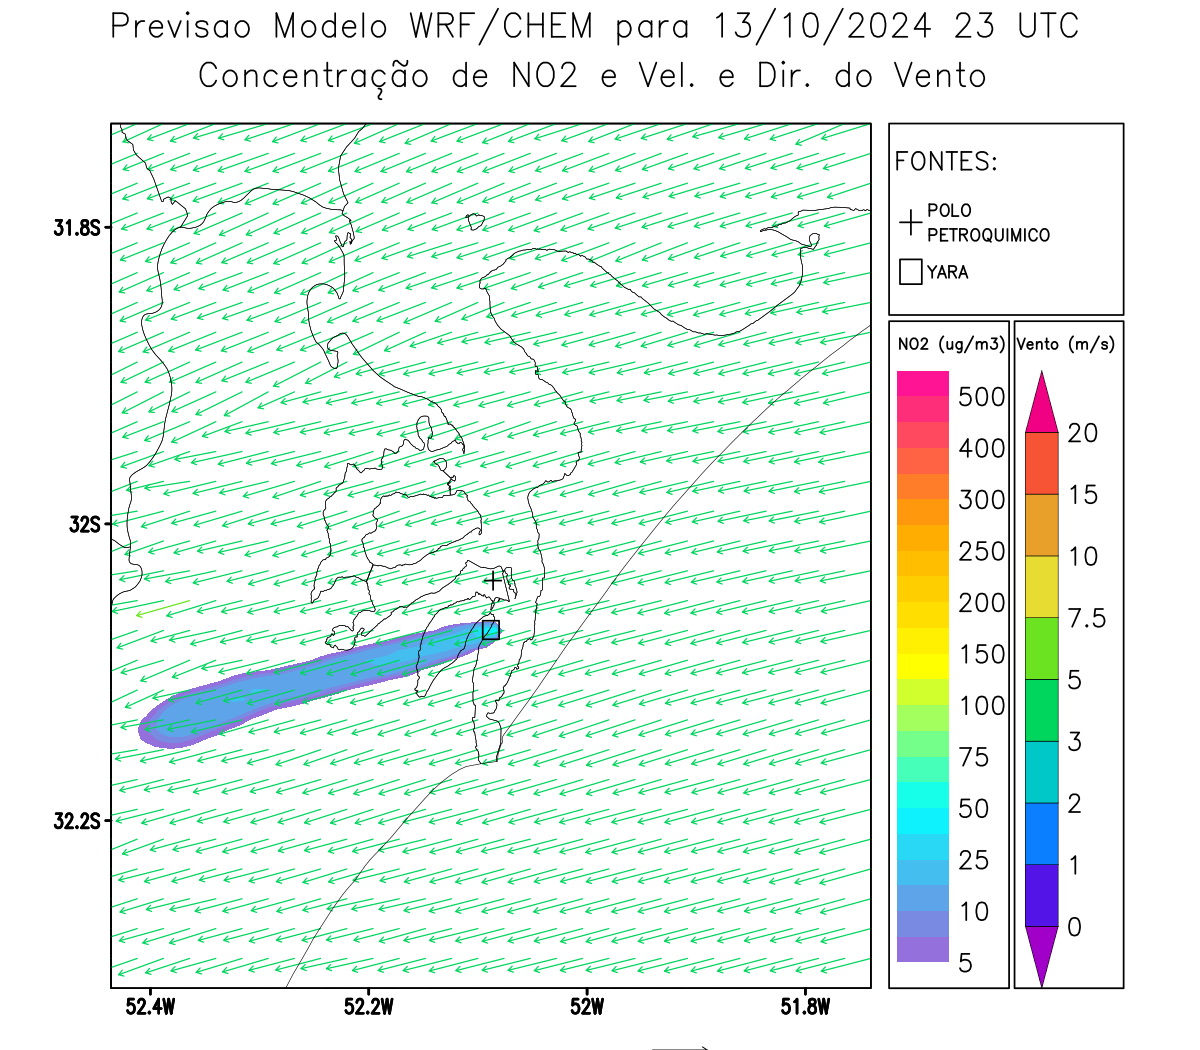 Previsao Modelo WRF/CHEM para 13/10/2024 23 UTC
Concentração de NO2 e Vel. e Dir. do Vento
FONTES:
POLO
PETROQUIMICO
YARA
NO2 (ug/m3)
500
400
300
250
200
150
100
75
50
25
10
5
Vento (m/s)
20
15
10
7.5
5
3
2
1
0
31.8S
32S
32.2S
52.4W
52.2W
52W
51.8W